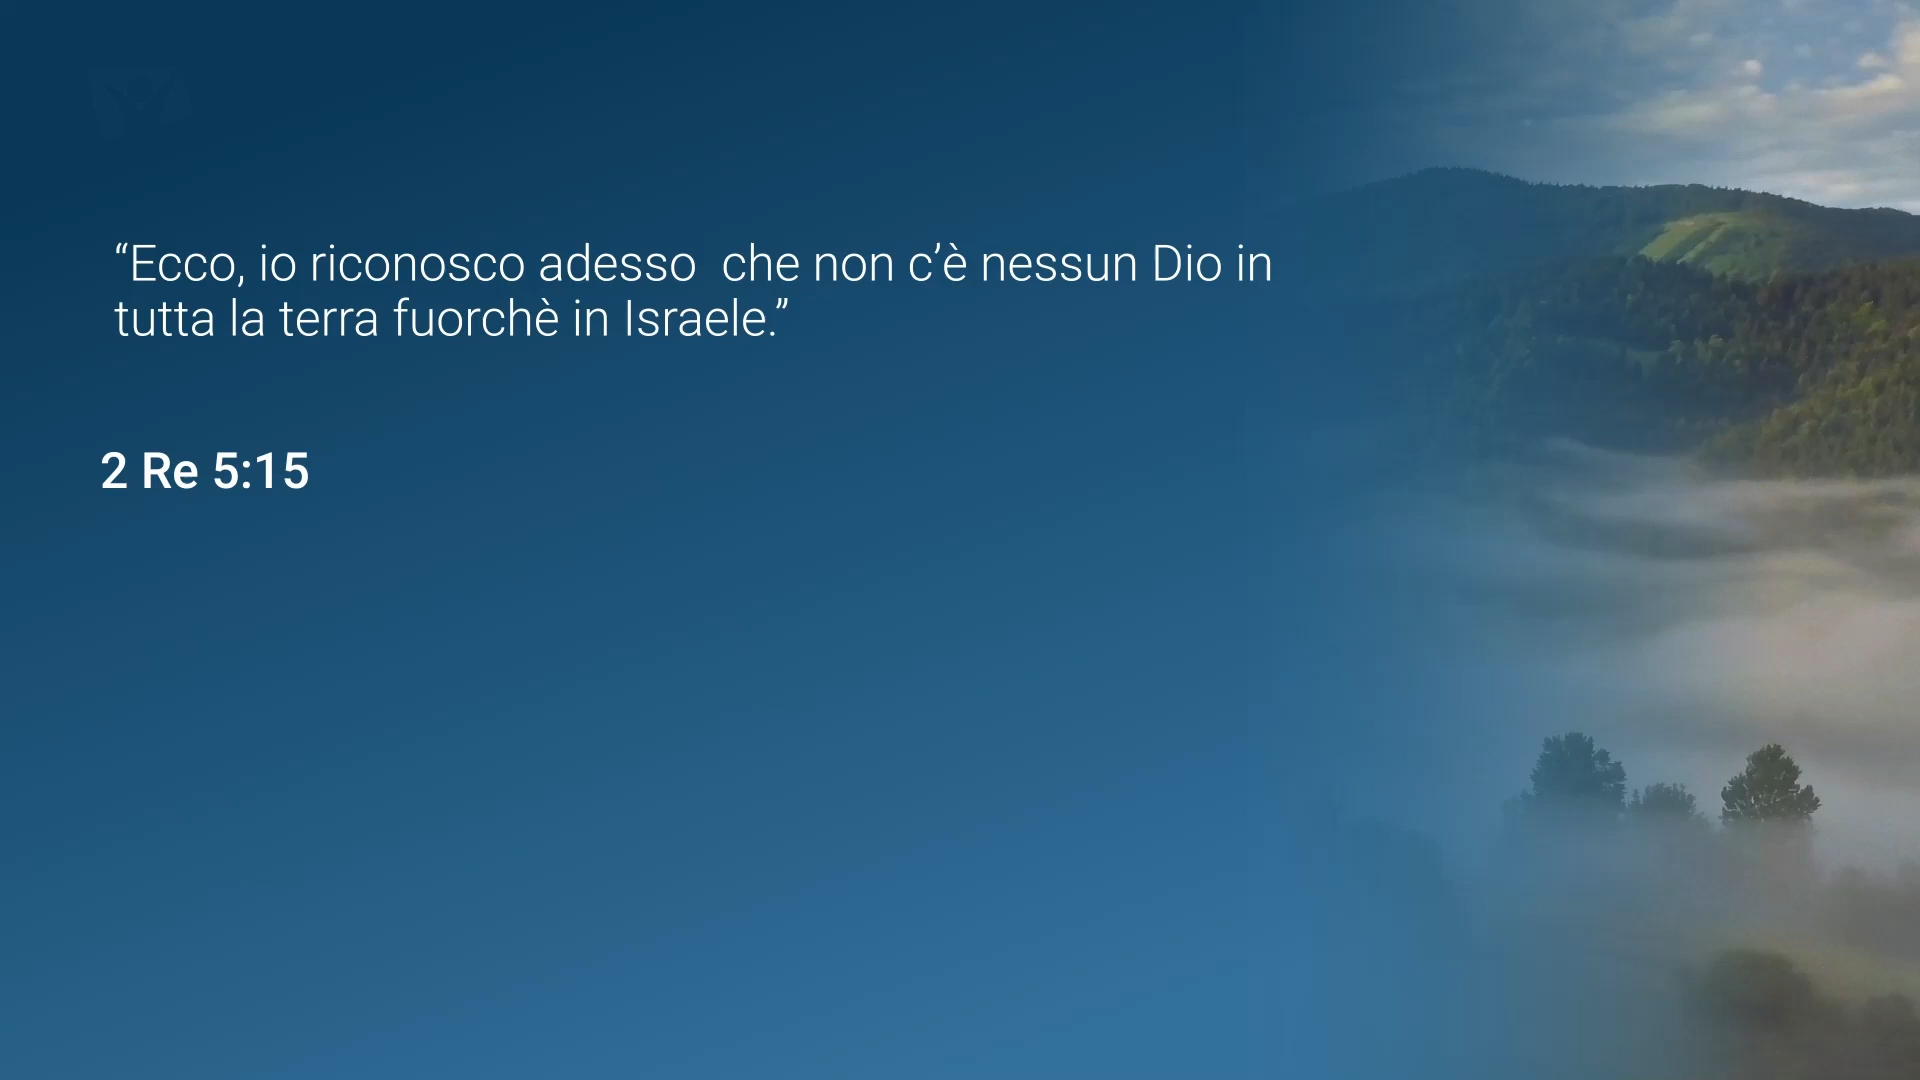 “Ecco, io riconosco adesso  che non c’è nessun Dio in
tutta la terra fuorchè in Israele.”
2 Re 5:15